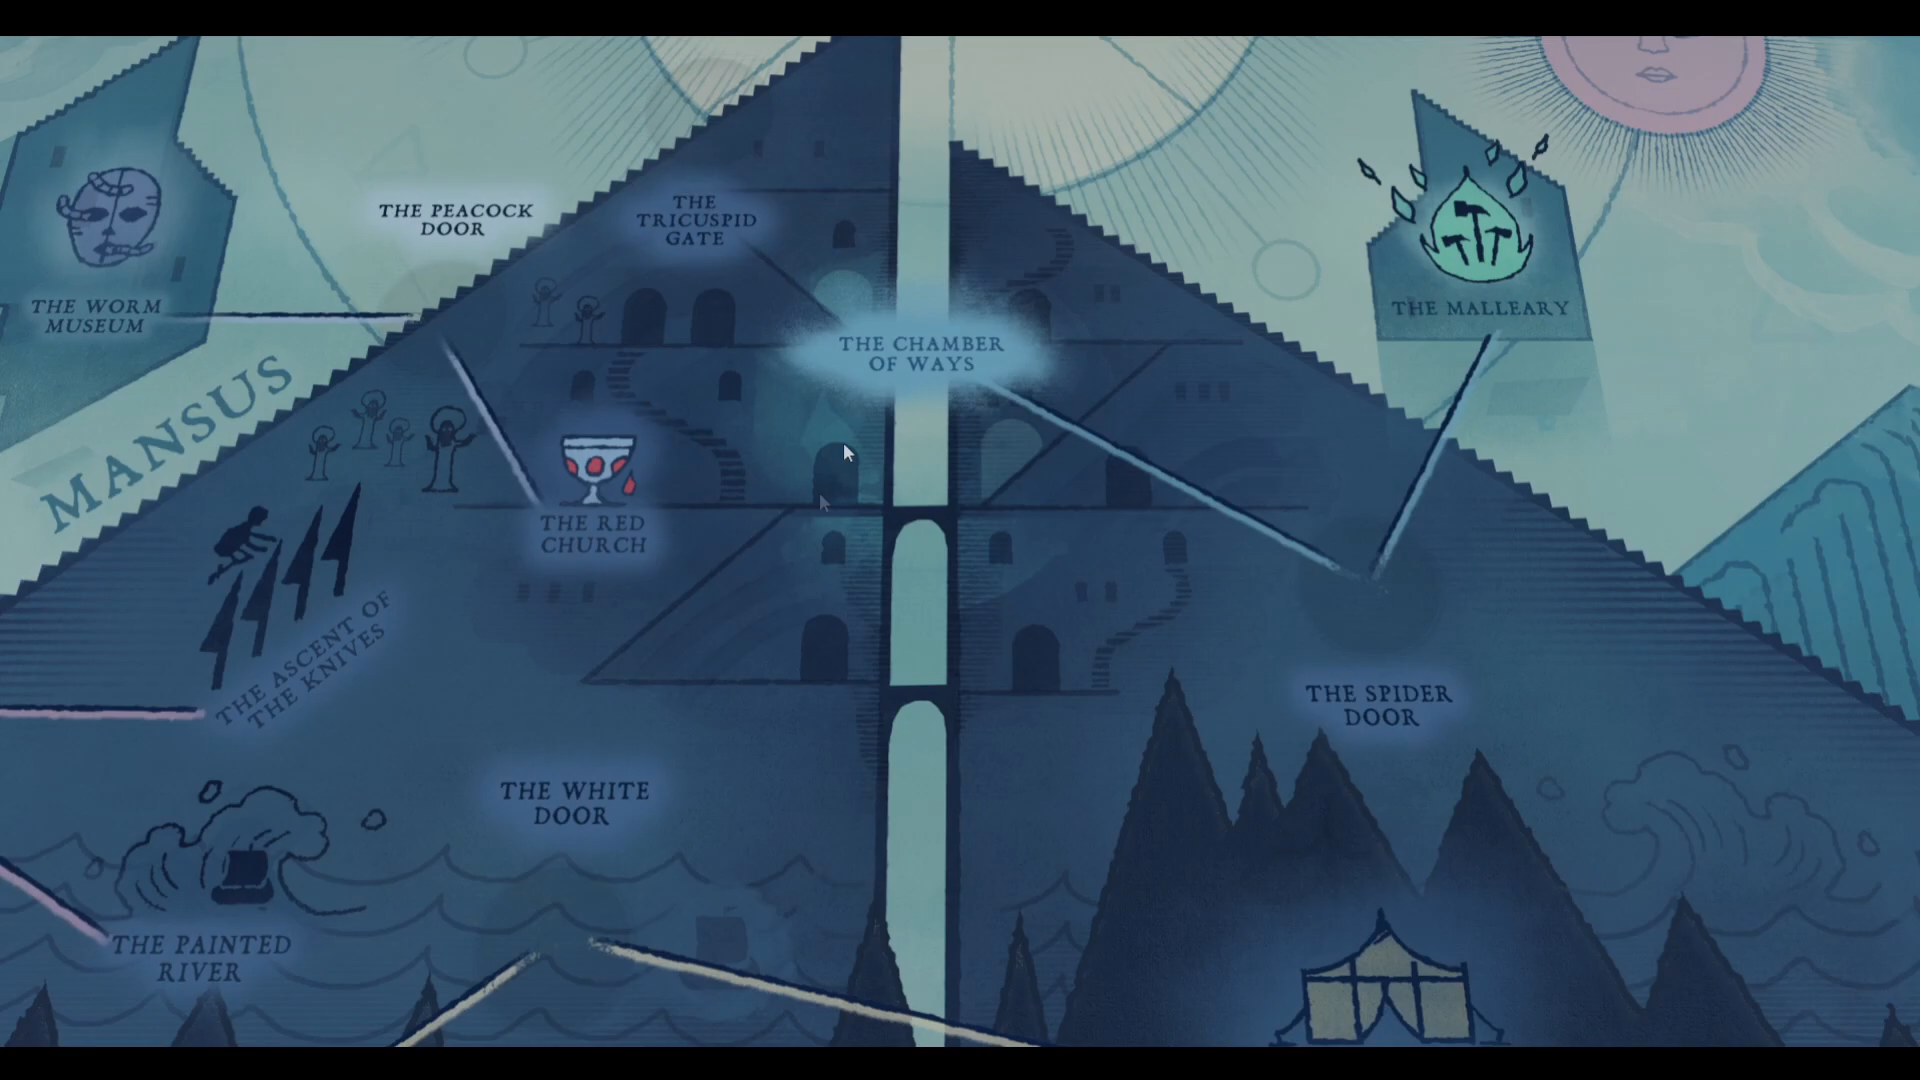 THE PEACOCK
DOOR
THE
TRICUSPID
GATE
THE WORM
MUSEUM
THE MALLEARY
THE CHAMBER
OF WAYS
MANSUS
THE RED
CHURCH
THE ASCENT OF
THE KNIVES
THE SPIDER
DOOR
THE WHITE
DOOR
THE PAINTED
RIVER